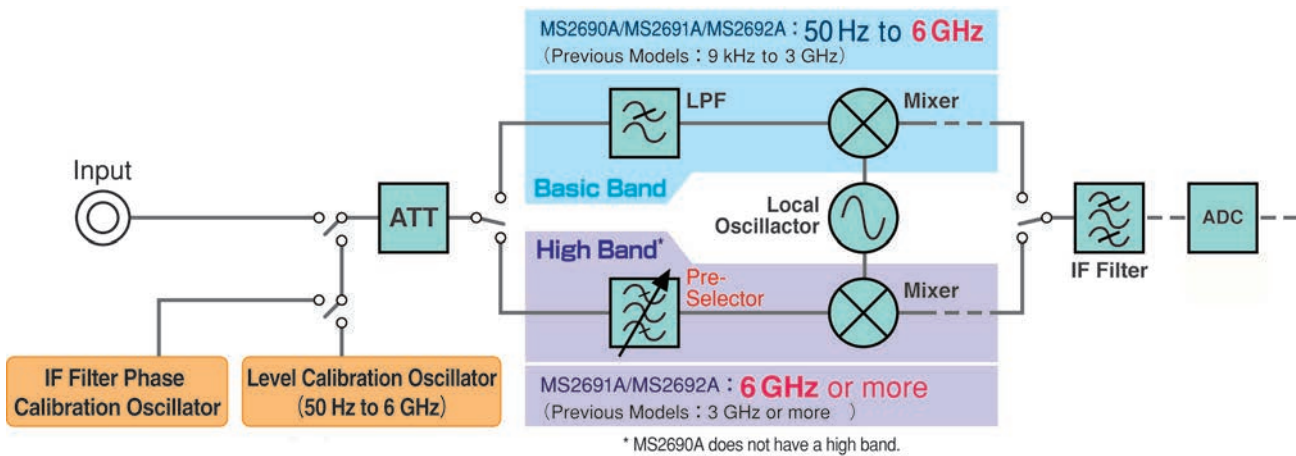 MS2690A/MS2691A/MS2692A : 50 Hz to 6 GHz
(Previous Models : 9 kHz to 3 GHz)
LPF
Mixer
Input
Basic Band
ATT
Local
Oscillactor
ADC
IF Filter
High Band*
Pre-
Selector
Mixer
IF Filter Phase
Calibration Oscillator
Level Calibration Oscillator
(50 Hz to 6 GHz)
MS2691A/MS2692A : 6 GHz or more
(Previous Models : 3 GHz or more )
* MS2690A does not have a high band.